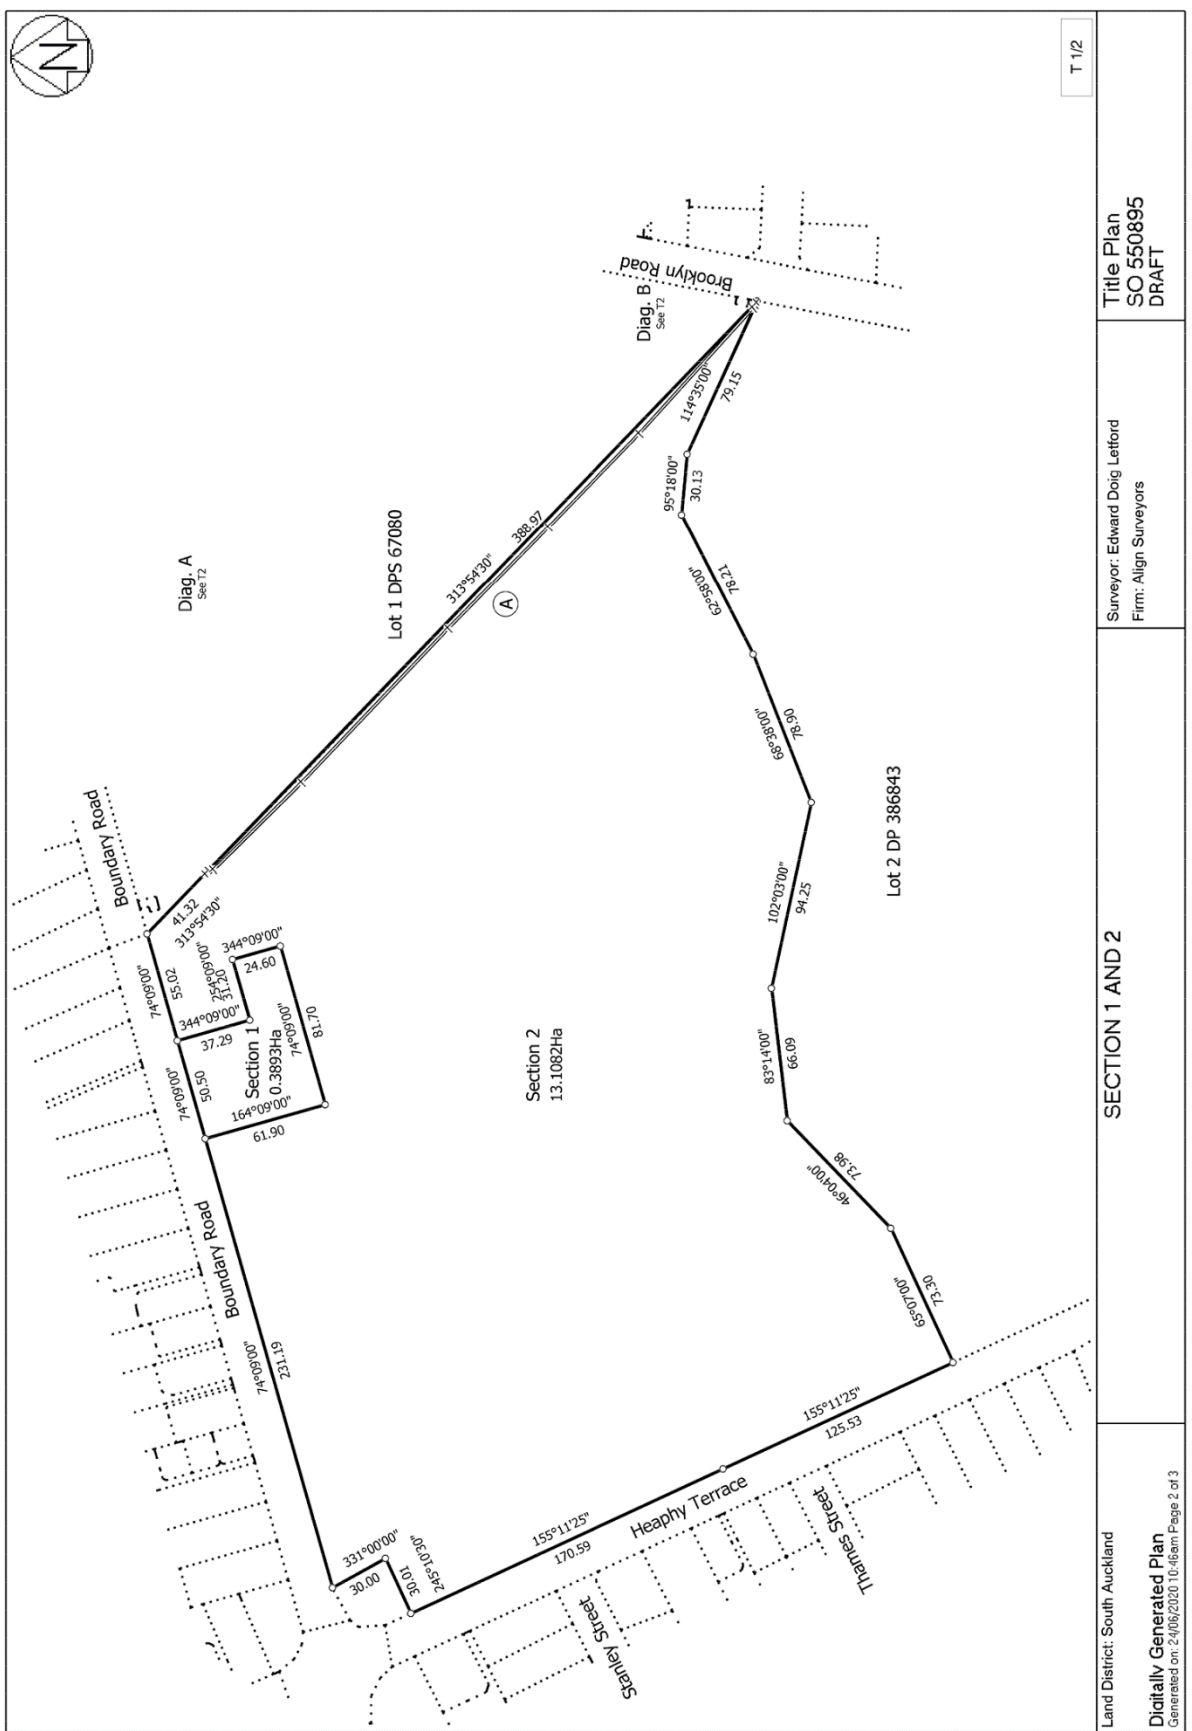 N
T 1/2
Boundary Road
Diag. A
See T2
Lot 1 DPS 67080
Diag. B
See T2
Brooklyn Road
41.32
313°54'30"
74°09'00"
55.02
254°09'00"
31.20
344°09'00"
24.60
344°09'00"
37.29
Section 1
0.3893Ha
74°09'00"
81.70
74°09'00"
50.50
164°09'00"
61.90
Boundary Road
74°09'00"
231.19
313°54'30"
388.97
A
114°35'00"
79.15
95°18'00"
30.13
62°58'00"
78.21
68°38'00"
78.90
102°03'00"
94.25
83°14'00"
66.09
46°04'00"
73.98
65°07'00"
73.30
Section 2
13.1082Ha
Lot 2 DP 386843
331°00'00"
30.00
30.01
245°10'30"
155°11'25"
170.59
155°11'25"
125.53
Heaphy Terrace
Stanley Street
Thames Street
Land District: South Auckland
Digitally Generated Plan
Generated on: 24/06/2020 10:46am Page 2 of 3
SECTION 1 AND 2
Surveyor: Edward Doig Letford
Firm: Align Surveyors
Title Plan
SO 550895
DRAFT